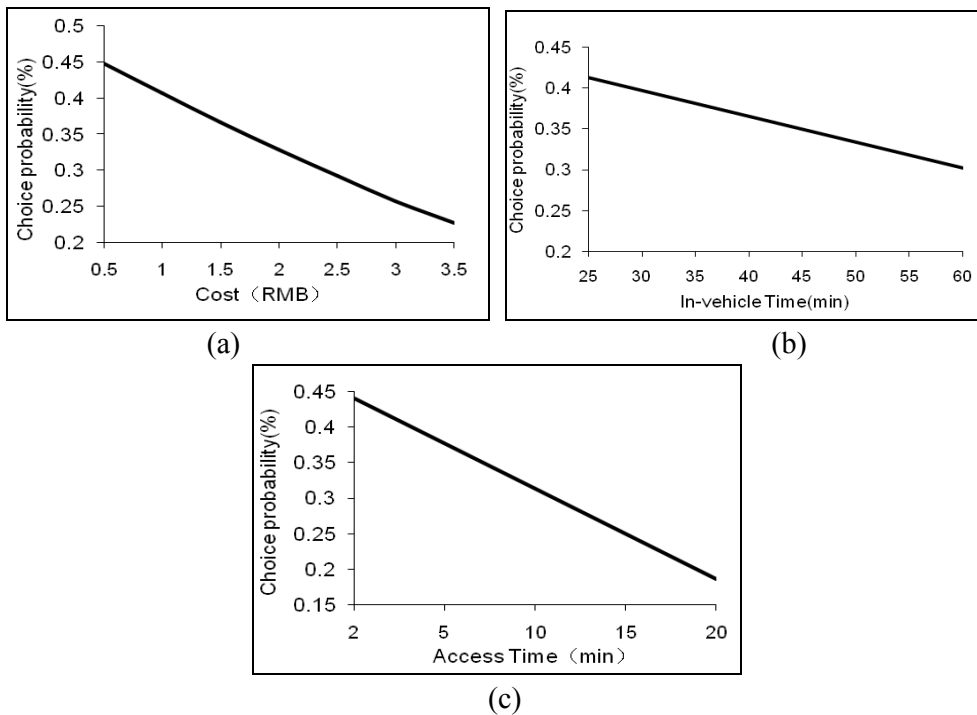 0.5
0.45
0.4
0.35
0.3
0.25
0.2
Choice probability(%)
0.5 1 1.5 2 2.5 3 3.5
Cost（RMB）
(a)
0.45
0.4
0.35
0.3
0.25
0.2
Choice probability(%)
25 30 35 40 45 50 55 60
In-vehicle Time(min)
(b)
0.45
0.4
0.35
0.3
0.25
0.2
0.15
Choice probability(%)
2 5 10 15 20
Access Time（min）
(c)